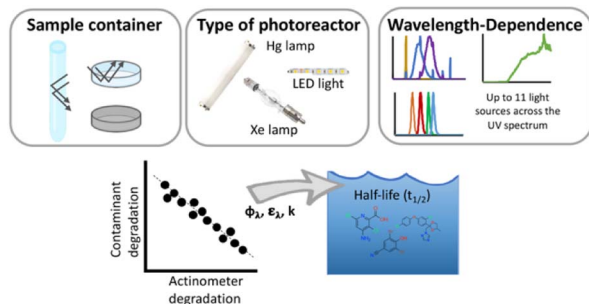 Sample container
Type of photoreactor
Hg lamp
LED light
Xe lamp
Wavelength-Dependence
Up to 11 light
sources across the
UV spectrum
Contaminant
degradation
Actinometer
degradation
ɸλ, ελ, k
Half-life (t1/2)